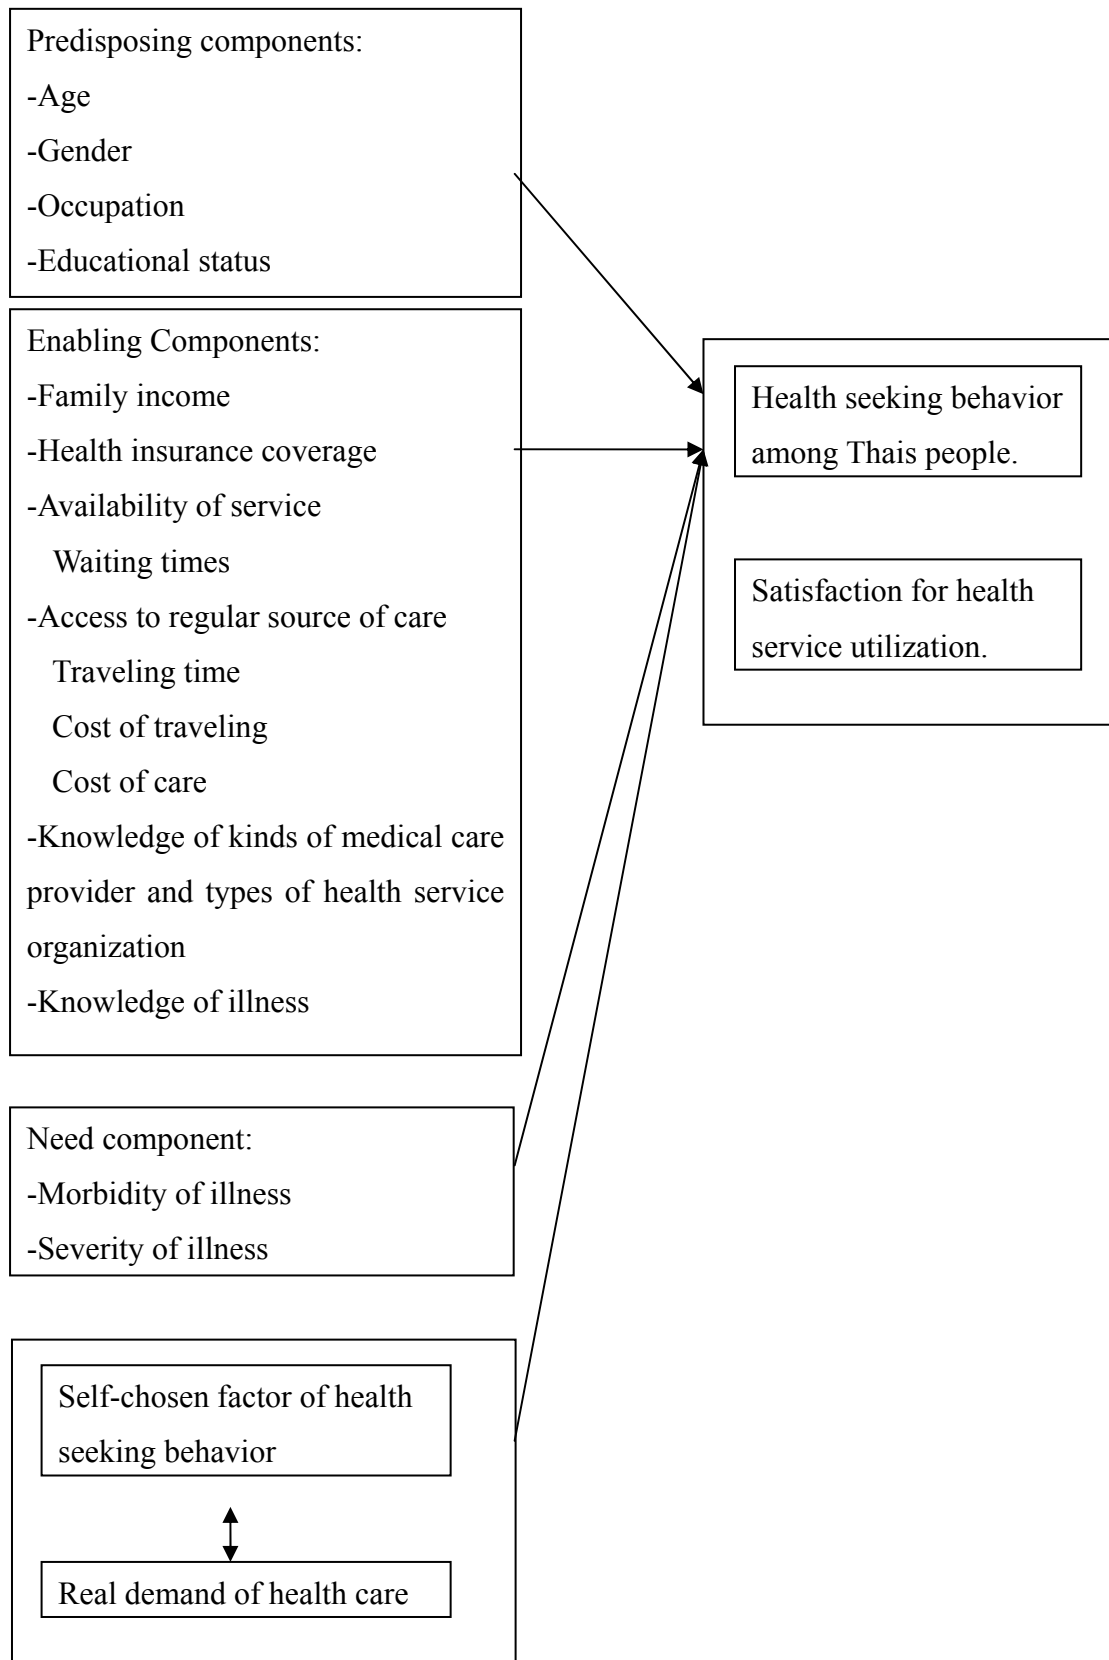 Predisposing components:
-Age
-Gender
-Occupation
-Educational status
Enabling Components:
-Family income
-Health insurance coverage
-Availability of service
Waiting times
-Access to regular source of care
Traveling time
Cost of traveling
Cost of care
-Knowledge of kinds of medical care
provider and types of health service
organization
-Knowledge of illness
Need component:
-Morbidity of illness
-Severity of illness
Self-chosen factor of health
seeking behavior
Real demand of health care
Health seeking behavior
among Thais people.
Satisfaction for health
service utilization.